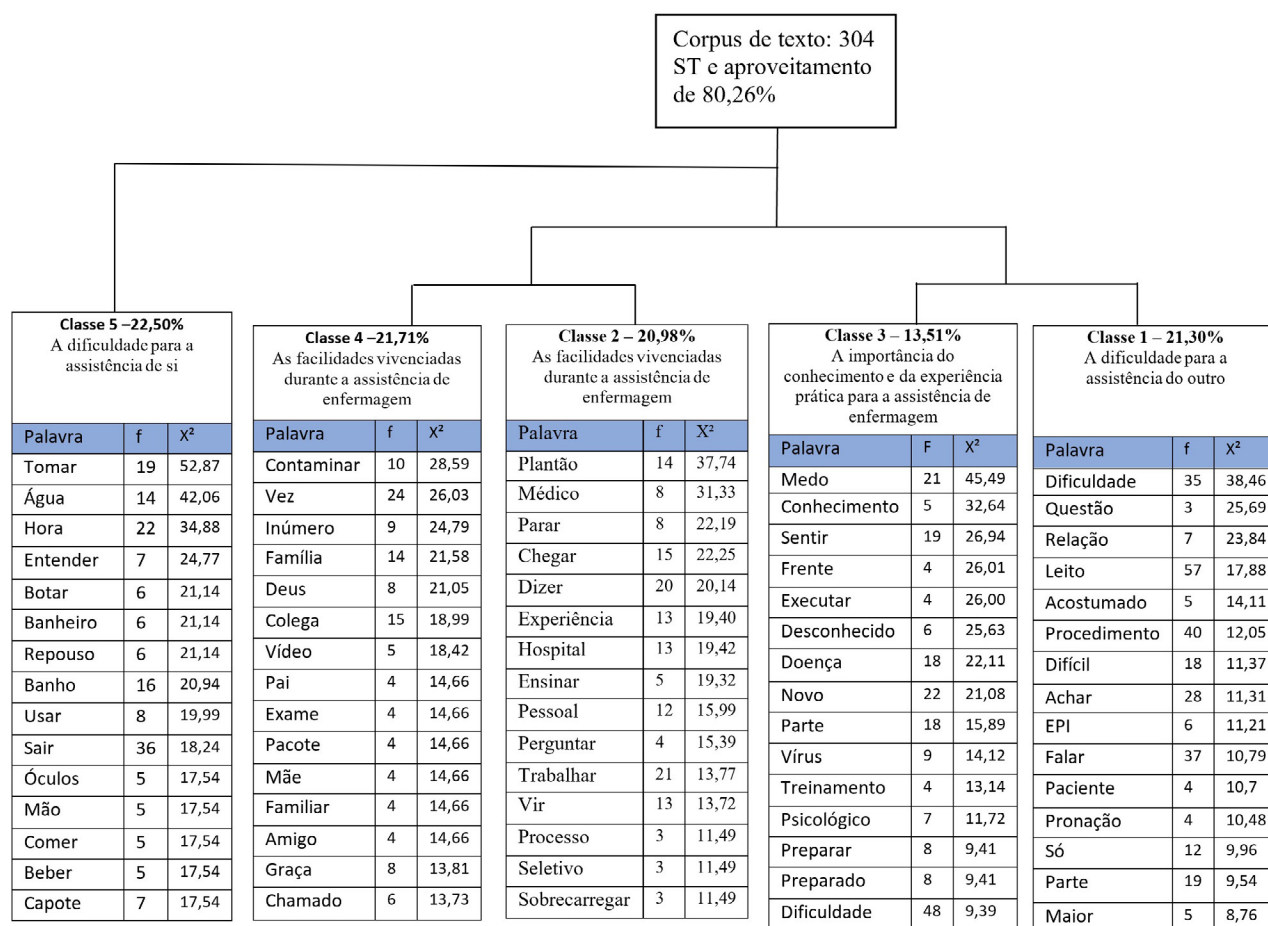 Corpus de texto: 304
ST e aproveitamento
de 80,26%
Classe 5 –22,50%
A dificuldade para a
assistência de si
Palavra f X²
Tomar 19 52,87
Água 14 42,06
Hora 22 34,88
Entender 7 24,77
Botar 6 21,14
Banheiro 6 21,14
Repouso 6 21,14
Banho 16 20,94
Usar 8 19,99
Sair 36 18,24
Óculos 5 17,54
Mão 5 17,54
Comer 5 17,54
Beber 5 17,54
Capote 7 17,54
Classe 4 –21,71%
As facilidades vivenciadas
durante a assistência de
enfermagem
Palavra f X²
Contaminar 10 28,59
Vez 24 26,03
Inúmero 9 24,79
Família 14 21,58
Deus 8 21,05
Colega 15 18,99
Vídeo 5 18,42
Pai 4 14,66
Exame 4 14,66
Pacote 4 14,66
Mãe 4 14,66
Familiar 4 14,66
Amigo 4 14,66
Graça 8 13,81
Chamado 6 13,73
Classe 2 – 20,98%
As facilidades vivenciadas
durante a assistência de
enfermagem
Palavra f X²
Plantão 14 37,74
Médico 8 31,33
Parar 8 22,19
Chegar 15 22,25
Dizer 20 20,14
Experiência 13 19,40
Hospital 13 19,42
Ensinar 5 19,32
Pessoal 12 15,99
Perguntar 4 15,39
Trabalhar 21 13,77
Vir 13 13,72
Processo 3 11,49
Seletivo 3 11,49
Sobrecarregar 3 11,49
Classe 3 – 13,51%
A importância do
conhecimento e da experiência
prática para a assistência de
enfermagem
Palavra F X²
Medo 21 45,49
Conhecimento 5 32,64
Sentir 19 26,94
Frente 4 26,01
Executar 4 26,00
Desconhecido 6 25,63
Doença 18 22,11
Novo 22 21,08
Parte 18 15,89
Vírus 9 14,12
Treinamento 4 13,14
Psicológico 7 11,72
Preparar 8 9,41
Preparado 8 9,41
Dificuldade 48 9,39
Classe 1 – 21,30%
A dificuldade para a
assistência do outro
Palavra f X²
Dificuldade 35 38,46
Questão 3 25,69
Relação 7 23,84
Leito 57 17,88
Acostumado 5 14,11
Procedimento 40 12,05
Difícil 18 11,37
Achar 28 11,31
EPI 6 11,21
Falar 37 10,79
Paciente 4 10,7
Pronação 4 10,48
Só 12 9,96
Parte 19 9,54
Maior 5 8,76